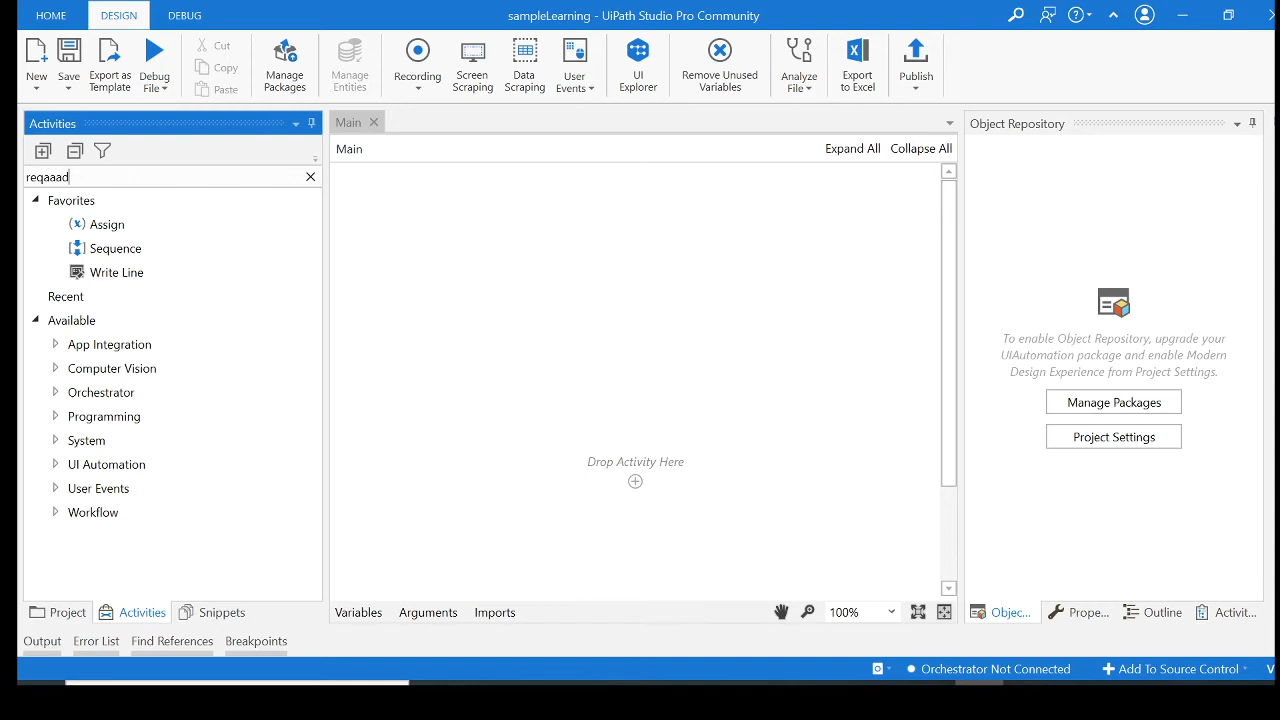 HOME DESIGN DEBUG sampleLearning - UiPath Studio Pro Community
New Save Export as Template Debug File Cut Copy Paste Manage Packages Manage Entities Recording Screen Scraping Data Scraping User Events UI Explorer Remove Unused Variables Analyze File Export to Excel Publish
Activities
Main
Object Repository
Main Expand All Collapse All
reqaaad
Favorites
Assign
Sequence
Write Line
Recent
Available
App Integration
Computer Vision
Orchestrator
Programming
System
UI Automation
User Events
Workflow
Drop Activity Here
To enable Object Repository, upgrade your
UIAutomation package and enable Modern
Design Experience from Project Settings.
Manage Packages
Project Settings
Project Activities Snippets Variables Arguments Imports 100% Objec... Prope... Outline Activit...
Output Error List Find References Breakpoints
Orchestrator Not Connected Add To Source Control